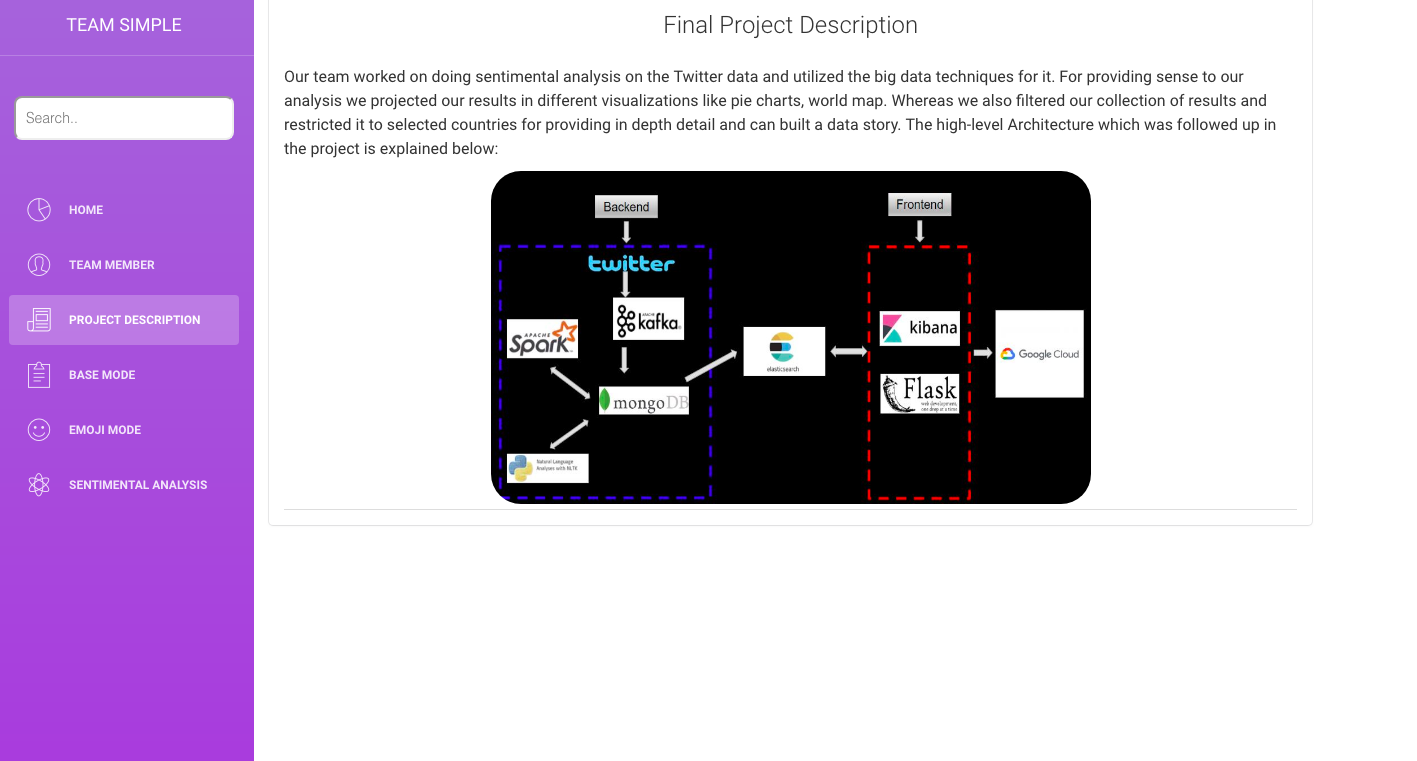 TEAM SIMPLE
Search..
HOME
TEAM MEMBER
PROJECT DESCRIPTION
BASE MODE
EMOJI MODE
SENTIMENTAL ANALYSIS
Final Project Description
Our team worked on doing sentimental analysis on the Twitter data and utilized the big data techniques for it. For providing sense to our
analysis we projected our results in different visualizations like pie charts, world map. Whereas we also filtered our collection of results and
restricted it to selected countries for providing in depth detail and can built a data story. The high-level Architecture which was followed up in
the project is explained below:
Backend
twitter
APACHE
kafka
APACHE
Spark
mongoDB
Natural Language
Analyses with NLTK
elasticsearch
Frontend
kibana
Flask
web development,
one drop at a time
Google Cloud